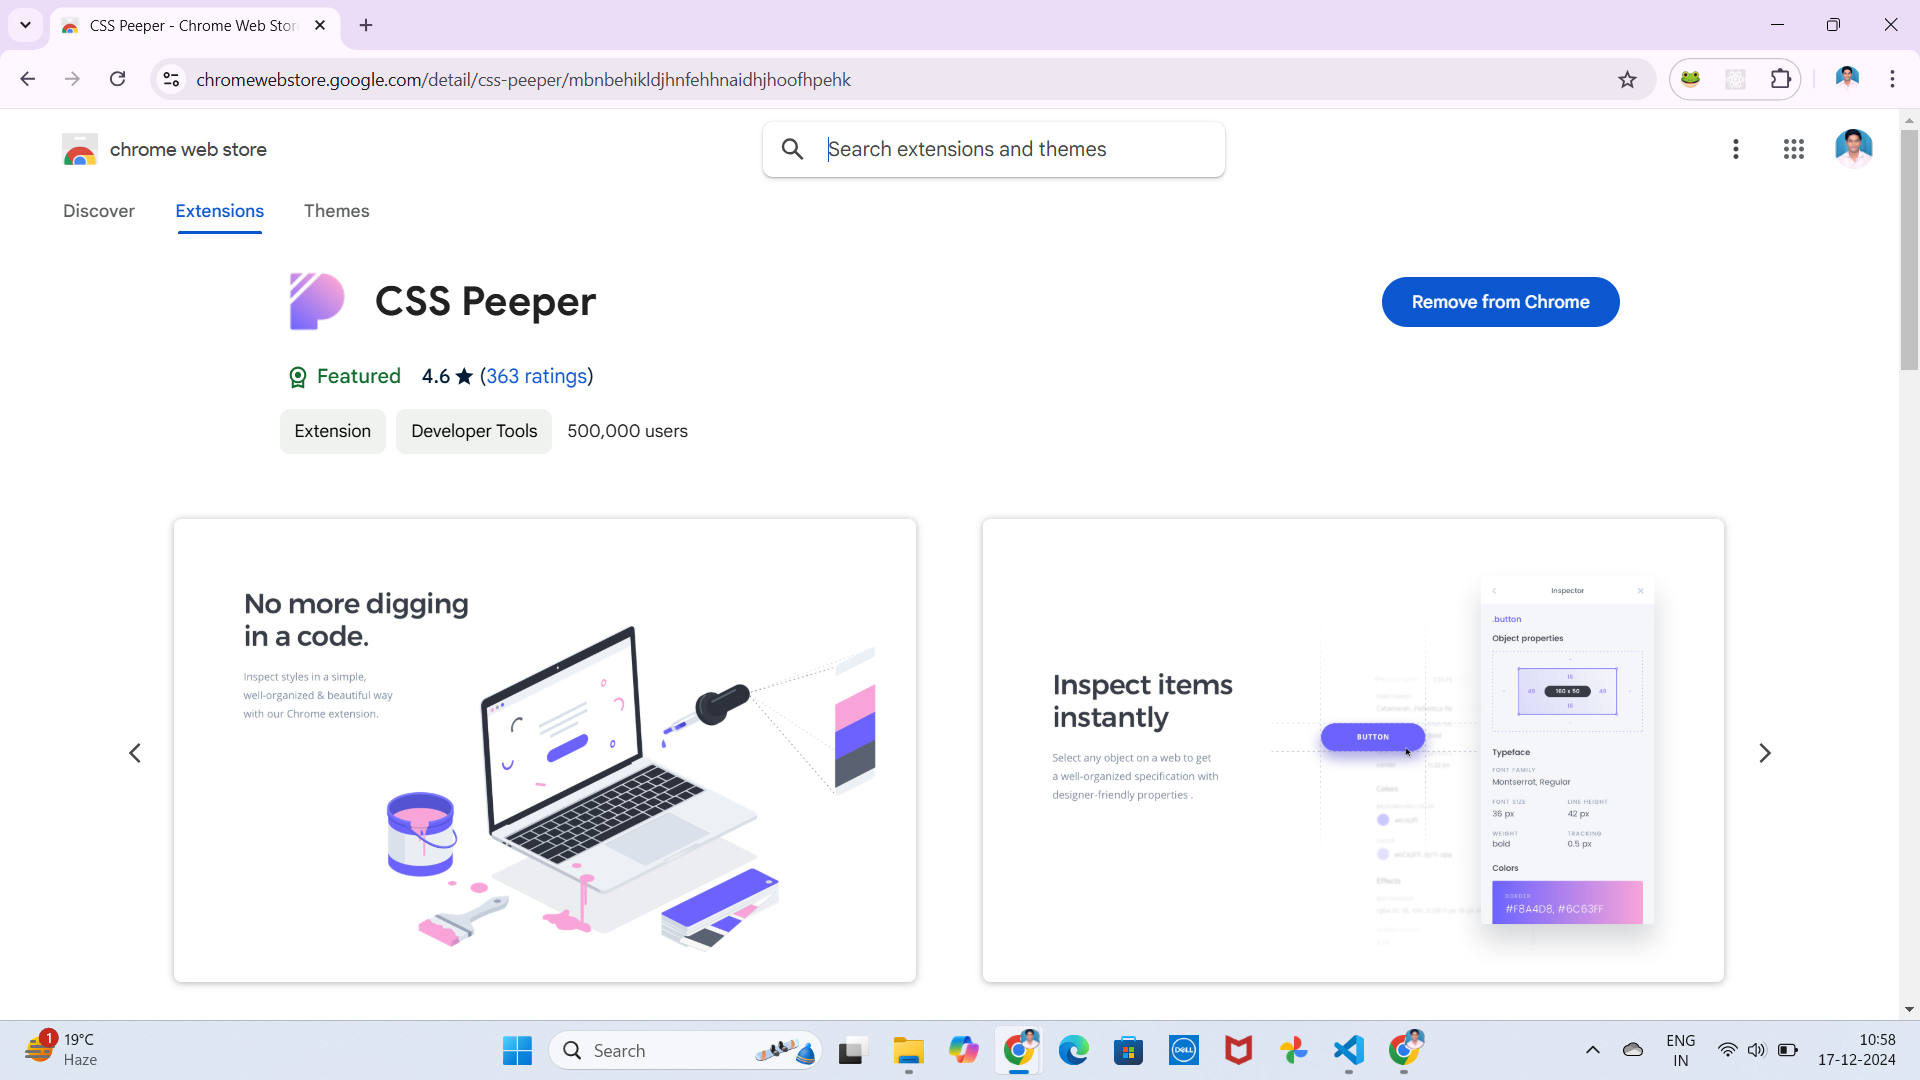 CSS Peeper - Chrome Web Stor
chromewebstore.google.com/detail/css-peeper/mbnbehikldjhnfehhnaidhjhoofhpehk
chrome web store
Search extensions and themes
Discover
Extensions
Themes
CSS Peeper
Remove from Chrome
Featured
4.6 ★ (363 ratings)
Extension
Developer Tools
500,000 users
No more digging
in a code.
Inspect styles in a simple,
well-organized & beautiful way
with our Chrome extension.
Inspect items
instantly
Select any object on a web to get
a well-organized specification with
designer-friendly properties .
BUTTON
Colors
Effects
Inspector
.button
Object properties
160 x 50
Typeface
FONT FAMILY
Montserrat, Regular
FONT SIZE
LINE HEIGHT
36 px
42 px
WEIGHT
TRACKING
bold
0.5 px
Colors
BORDER
#F8A4D8, #6C63FF
1
19°C
Haze
Search
DELL
ENG
IN
10:58
17-12-2024